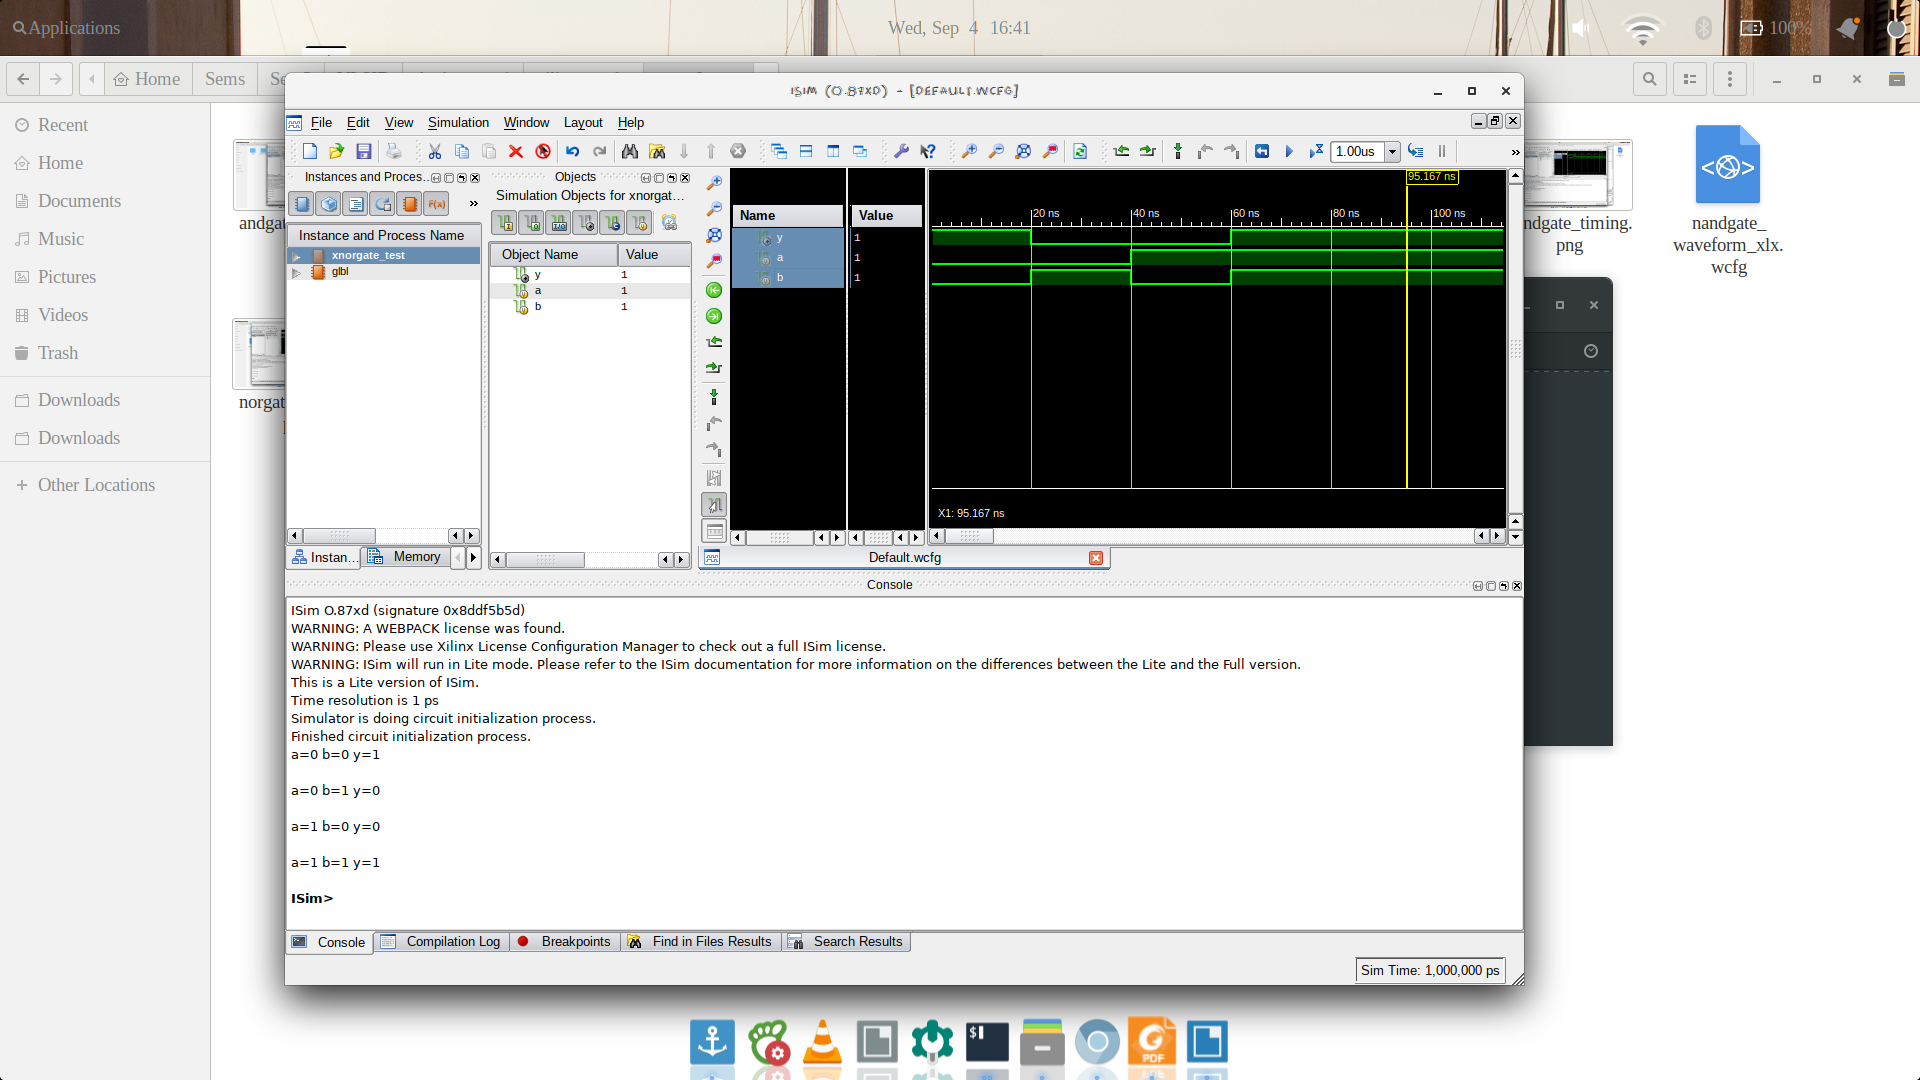 Applications
Wed, Sep 4 16:41
100%
Home
Sems
ISIM (O.87XD) - [DEFAULT.WCFG]
File Edit View Simulation Window Layout Help
1.00us
Recent
Home
Documents
Music
Pictures
Videos
Trash
Downloads
Downloads
Other Locations
andga
norgat
Instances and Proces..
Instance and Process Name
xnorgate_test
glbl
Instan... Memory
Objects
Simulation Objects for xnorgat...
Object Name Value
y 1
a 1
b 1
Name Value
y 1
a 1
b 1
95.167 ns
20 ns 40 ns 60 ns 80 ns 100 ns
X1: 95.167 ns
Default.wcfg
ndgate_timing.
png
nandgate_
waveform_xlx.
wcfg
Console
ISim O.87xd (signature 0x8ddf5b5d)
WARNING: A WEBPACK license was found.
WARNING: Please use Xilinx License Configuration Manager to check out a full ISim license.
WARNING: ISim will run in Lite mode. Please refer to the ISim documentation for more information on the differences between the Lite and the Full version.
This is a Lite version of ISim.
Time resolution is 1 ps
Simulator is doing circuit initialization process.
Finished circuit initialization process.
a=0 b=0 y=1
a=0 b=1 y=0
a=1 b=0 y=0
a=1 b=1 y=1
ISim>
Console Compilation Log Breakpoints Find in Files Results Search Results
Sim Time: 1,000,000 ps
PDF